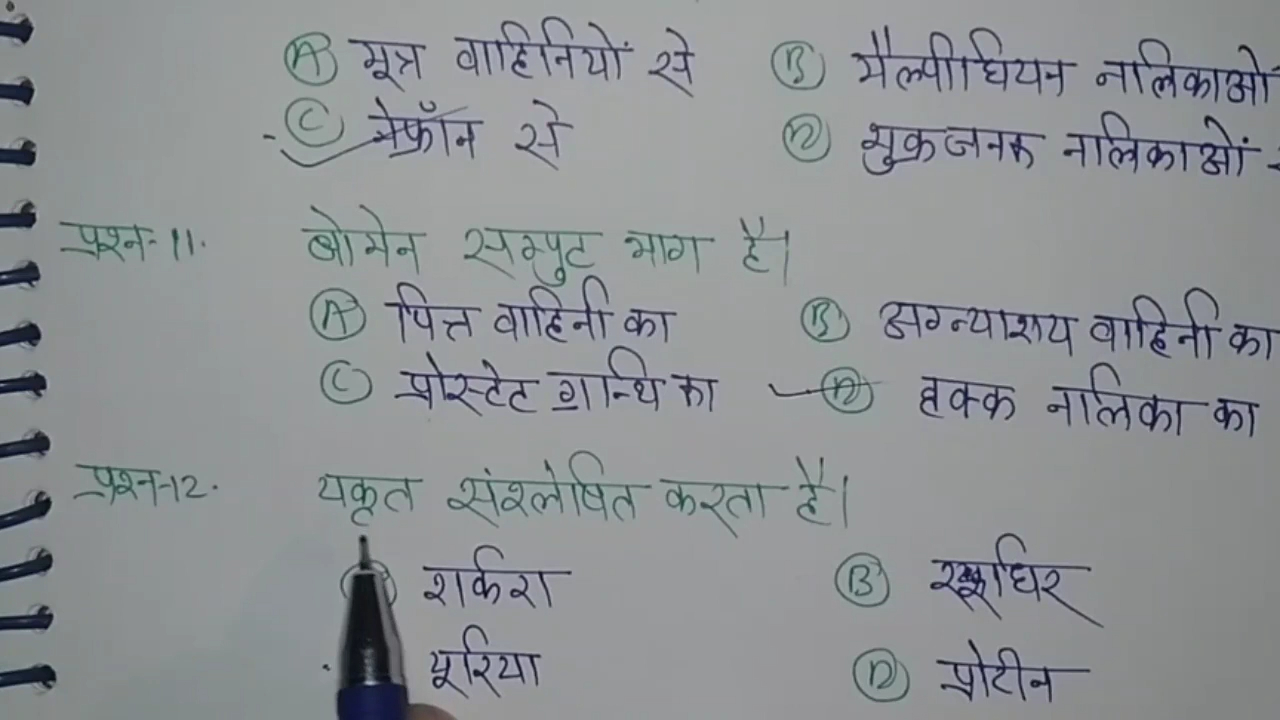 (A) मूत्र वाहिनियों से (B) मैल्पीघियन नलिकाओं
(C) नेफ्रॉन से (D) शुक्रजनक नलिकाओं
प्रश्न-11. बोमेन सम्पुट भाग है।
(A) पित्त वाहिनी का (B) अग्न्याशय वाहिनी का
(C) प्रोस्टेट ग्रन्थि का (D) वृक्क नलिका का
प्रश्न-12. यकृत संश्लेषित करता है।
शर्करा (B) रूधिर
यूरिया (D) प्रोटीन